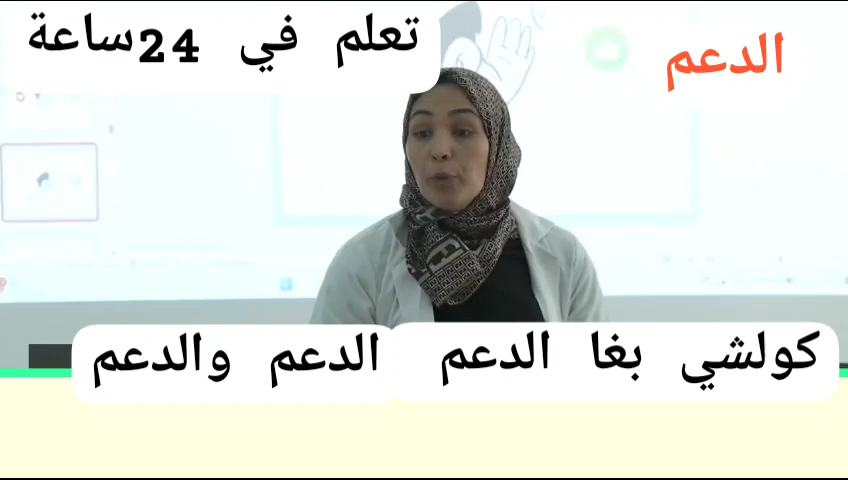 تعلم في 24ساعة
الدعم
كولشي بغا الدعم
الدعم والدعم